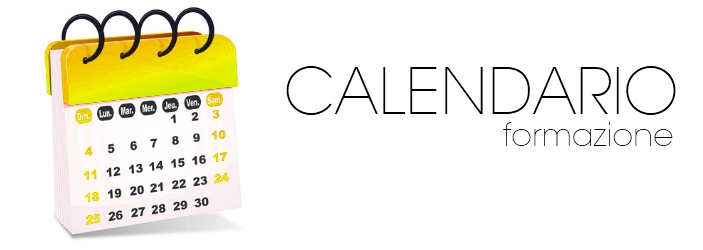 Dim. Lun. Mar. Mer. Jeu. Ven. Sam.
1 2 3
4 5 6 7 8 9 10
11 12 13 14 15 16 17
18 19 20 21 22 23 24
25 26 27 28 29 30
CALENDARIO
formazione